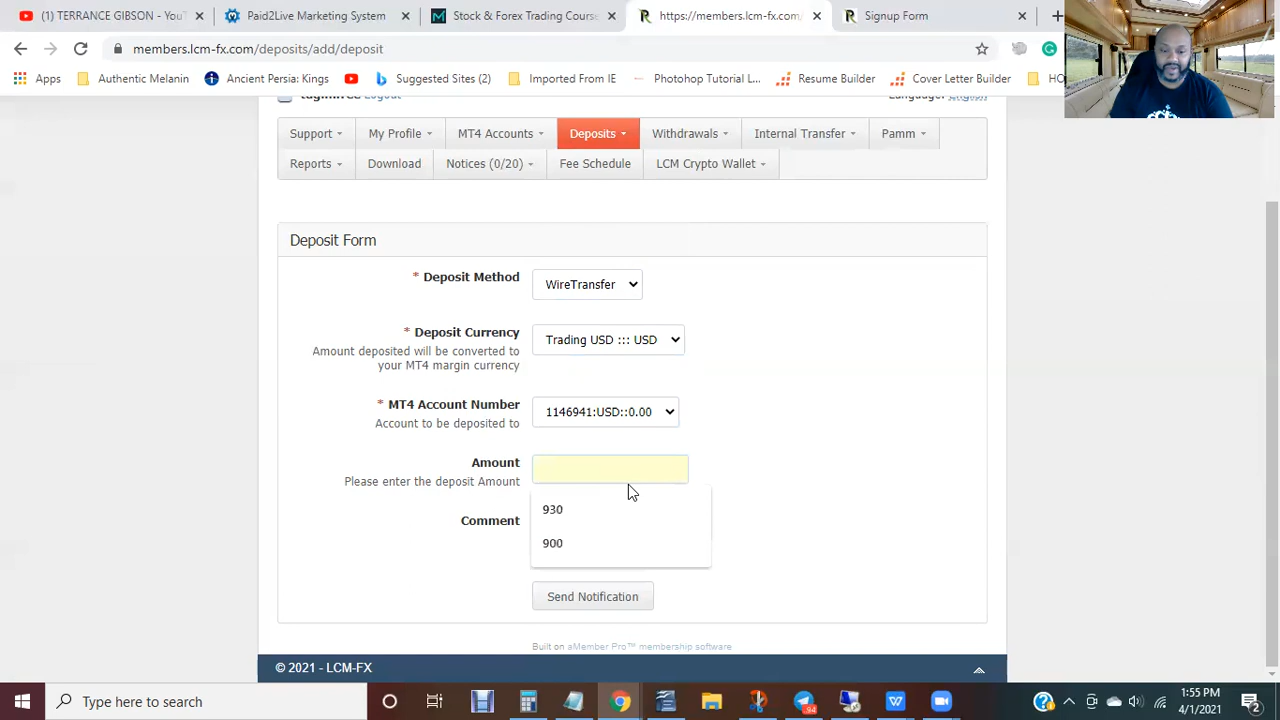 (1) TERRANCE GIBSON
Paid2Live Marketing System
Stock & Forex Trading Course
https://members.lcm-fx.com/
Signup Form
members.lcm-fx.com/deposits/add/deposit
Apps
Authentic Melanin
Ancient Persia: Kings
Suggested Sites (2)
Imported From IE
Photohop Tutorial L...
Resume Builder
Cover Letter Builder
HO
Logout
Language:
Support
My Profile
MT4 Accounts
Deposits
Withdrawals
Internal Transfer
Pamm
Reports
Download
Notices (0/20)
Fee Schedule
LCM Crypto Wallet
Deposit Form
* Deposit Method
WireTransfer
* Deposit Currency
Trading USD ::: USD
Amount deposited will be converted to
your MT4 margin currency
* MT4 Account Number
1146941:USD::0.00
Account to be deposited to
Amount
Please enter the deposit Amount
930
Comment
900
Send Notification
Built on aMember Pro™ membership software
© 2021 - LCM-FX
Type here to search
94
W
1:55 PM
4/1/2021
2